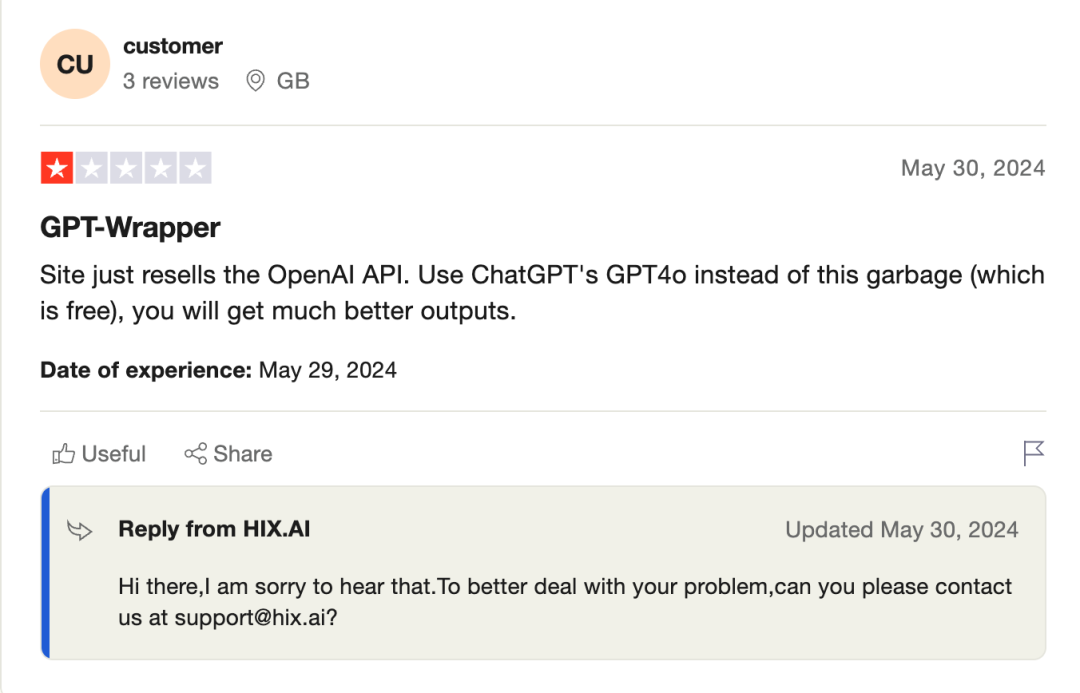 CU
customer
3 reviews GB
May 30, 2024
GPT-Wrapper
Site just resells the OpenAI API. Use ChatGPT's GPT4o instead of this garbage (which
is free), you will get much better outputs.
Date of experience: May 29, 2024
Useful Share
Reply from HIX.AI Updated May 30, 2024
Hi there,I am sorry to hear that.To better deal with your problem,can you please contact
us at support@hix.ai?